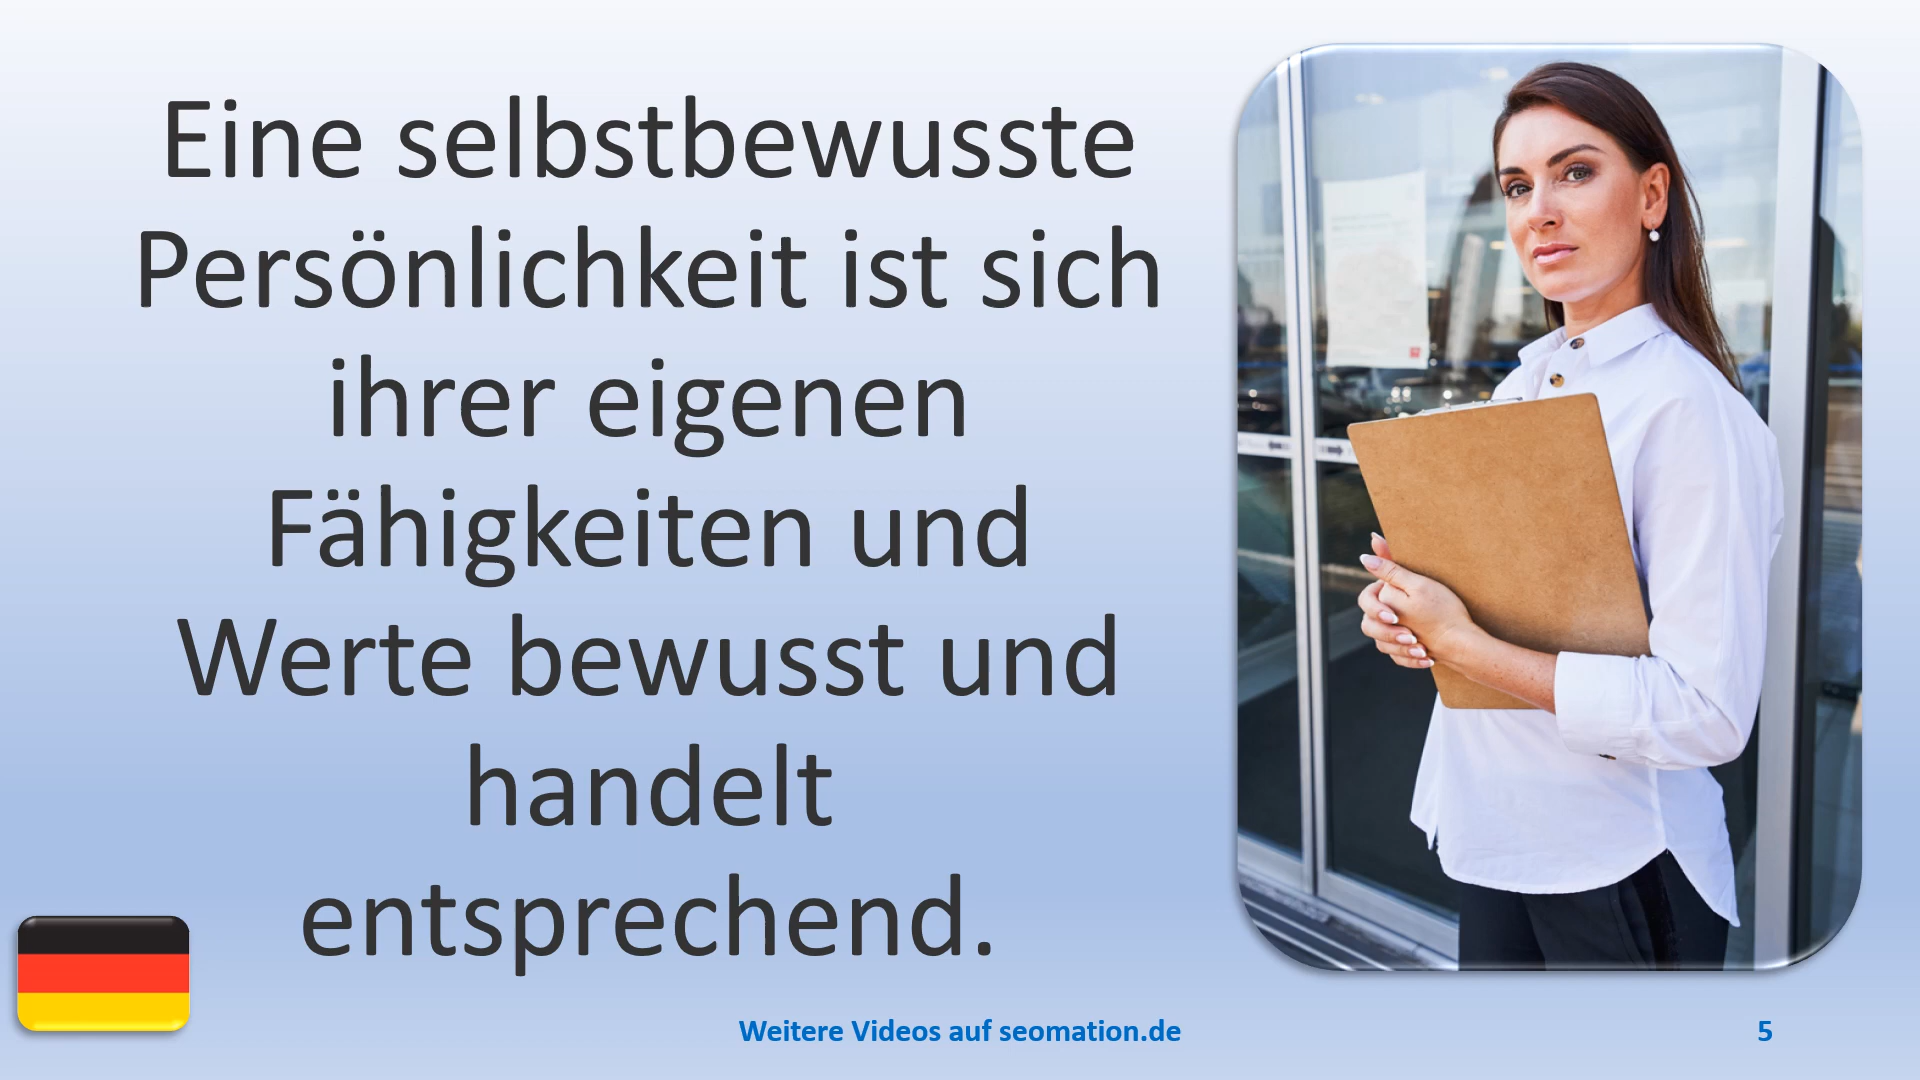 Eine selbstbewusste
Persönlichkeit ist sich
ihrer eigenen
Fähigkeiten und
Werte bewusst und
handelt
entsprechend.
Weitere Videos auf seomation.de
5